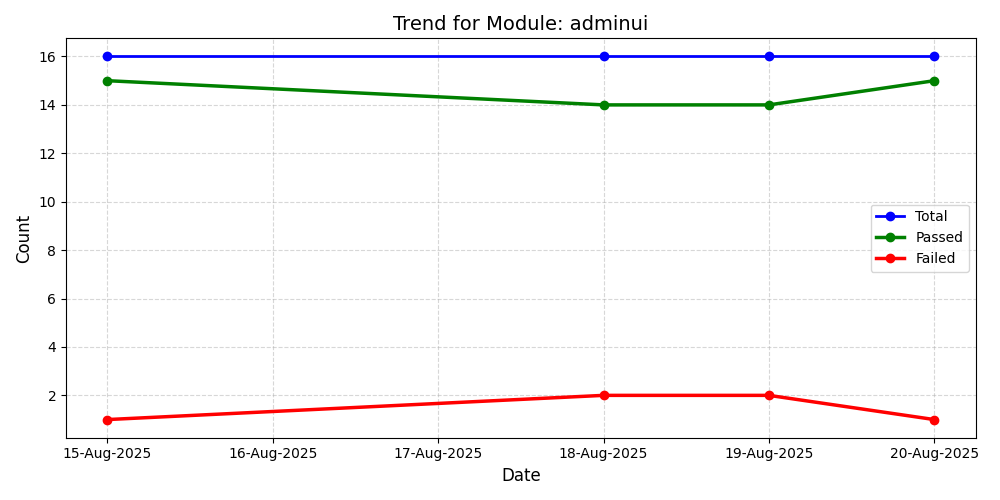 Trend for Module: adminui
16
14
12
10
8
6
4
2
Count
Total
Passed
Failed
15-Aug-2025 16-Aug-2025 17-Aug-2025 18-Aug-2025 19-Aug-2025 20-Aug-2025
Date